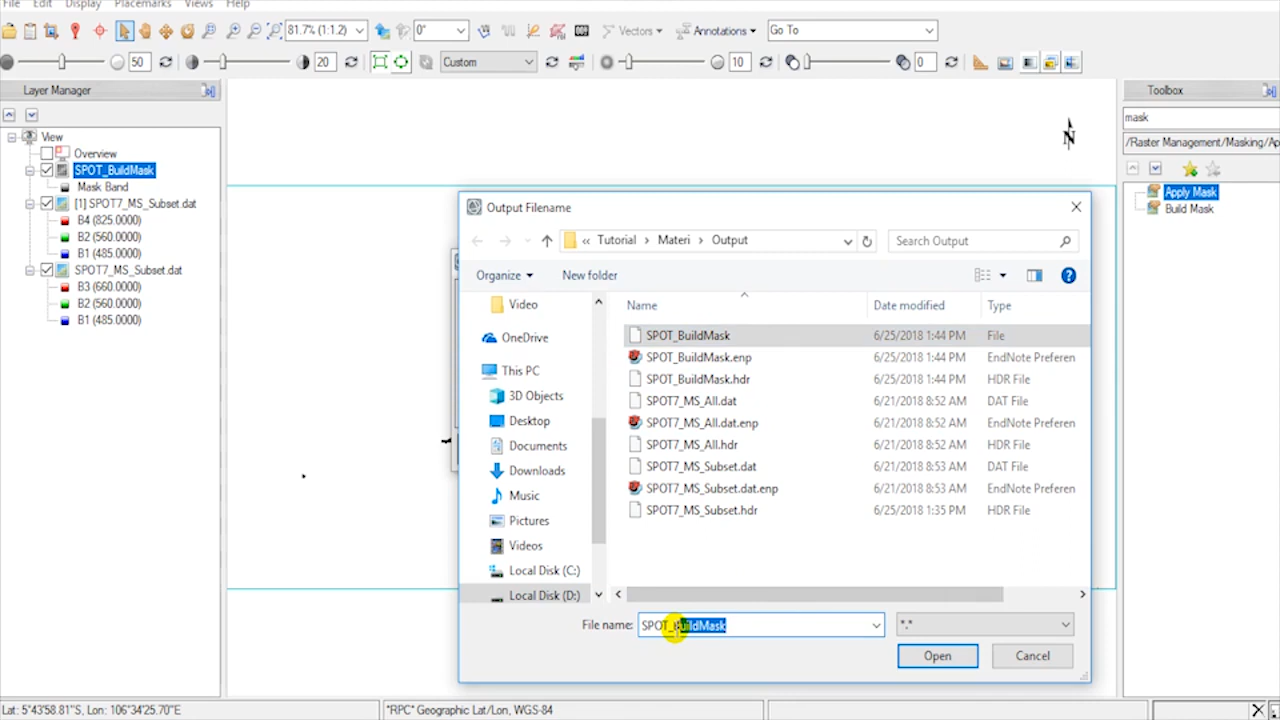 File Edit Display Placemarks Views Help
81.7% (1:1.2) 0° Vectors Annotations Go To
50 20 Custom 10 0
Layer Manager
View
Overview
SPOT_BuildMask
Mask Band
[1] SPOT7_MS_Subset.dat
B4 (825.0000)
B2 (560.0000)
B1 (485.0000)
SPOT7_MS_Subset.dat
B3 (660.0000)
B2 (560.0000)
B1 (485.0000)
N
Output Filename
« Tutorial › Materi › Output
Search Output
Organize New folder
Video
OneDrive
This PC
3D Objects
Desktop
Documents
Downloads
Music
Pictures
Videos
Local Disk (C:)
Local Disk (D:)
Name Date modified Type
SPOT_BuildMask 6/25/2018 1:44 PM File
SPOT_BuildMask.enp 6/25/2018 1:44 PM EndNote Preferen
SPOT_BuildMask.hdr 6/25/2018 1:44 PM HDR File
SPOT7_MS_All.dat 6/21/2018 8:52 AM DAT File
SPOT7_MS_All.dat.enp 6/21/2018 8:52 AM EndNote Preferen
SPOT7_MS_All.hdr 6/21/2018 8:52 AM HDR File
SPOT7_MS_Subset.dat 6/21/2018 8:53 AM DAT File
SPOT7_MS_Subset.dat.enp 6/21/2018 8:53 AM EndNote Preferen
SPOT7_MS_Subset.hdr 6/25/2018 1:35 PM HDR File
File name: SPOT_BuildMask *.*
Open Cancel
Toolbox
mask
/Raster Management/Masking/Ap
Apply Mask
Build Mask
Lat: 5°43'58.81"S, Lon: 106°34'25.70"E *RPC* Geographic Lat/Lon, WGS-84